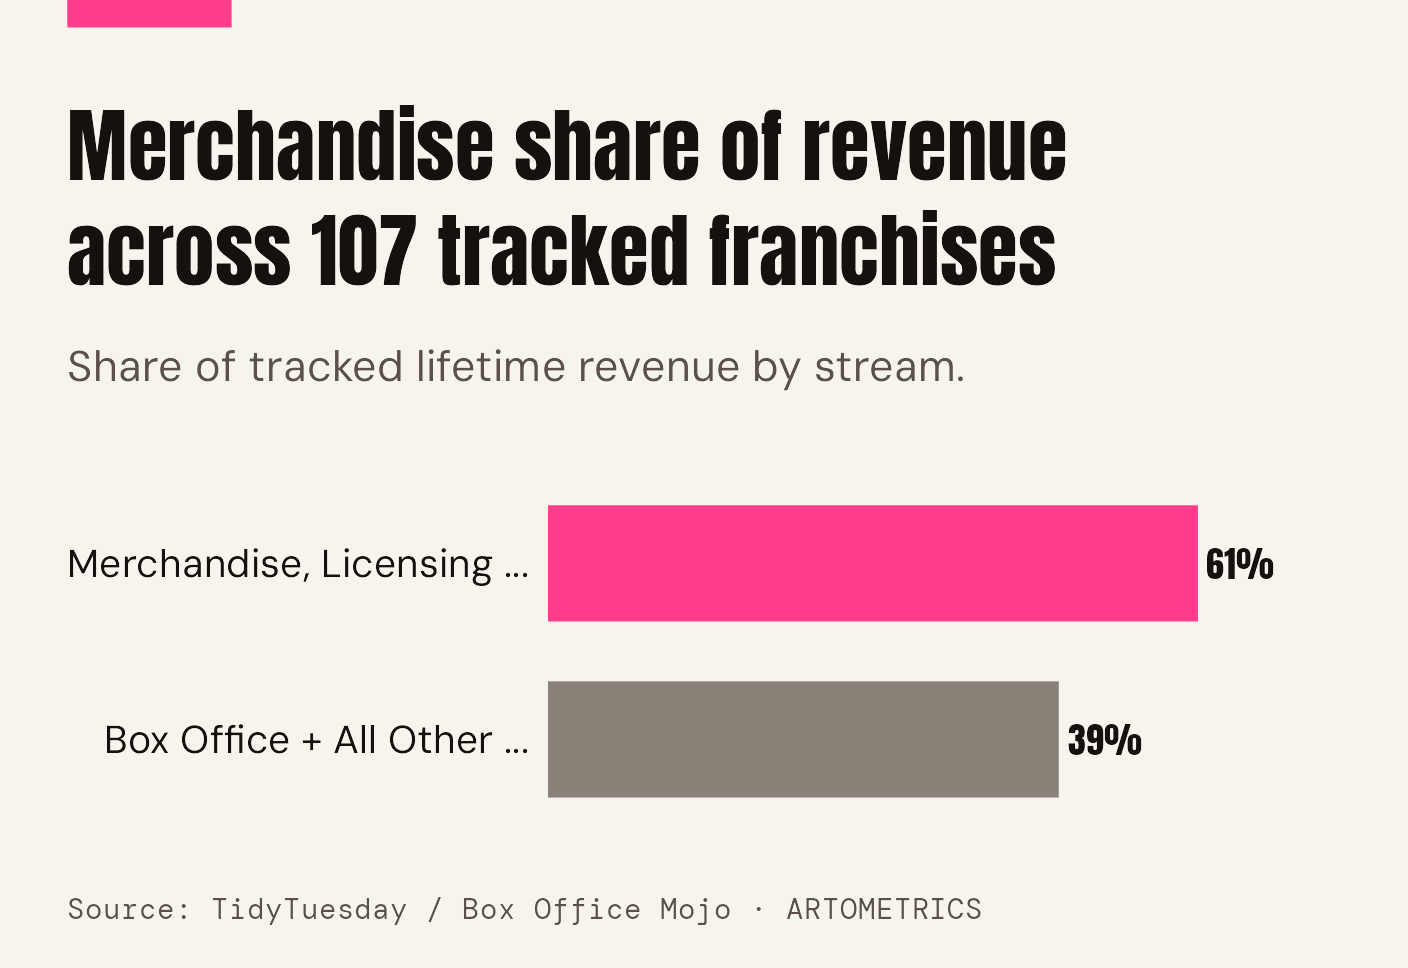 Merchandise share of revenue
across 107 tracked franchises
Share of tracked lifetime revenue by stream.
Merchandise, Licensing ... 61%
Box Office + All Other ... 39%
Source: TidyTuesday / Box Office Mojo · ARTOMETRICS